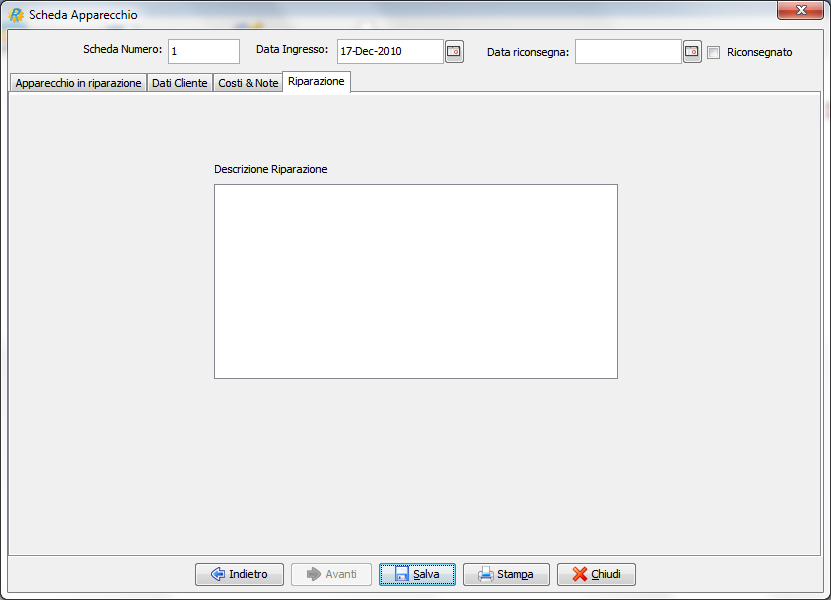 Scheda Apparecchio
Scheda Numero: 1 Data Ingresso: 17-Dec-2010 Data riconsegna: Riconsegnato
Apparecchio in riparazione Dati Cliente Costi & Note Riparazione
Descrizione Riparazione
Indietro Avanti Salva Stampa Chiudi